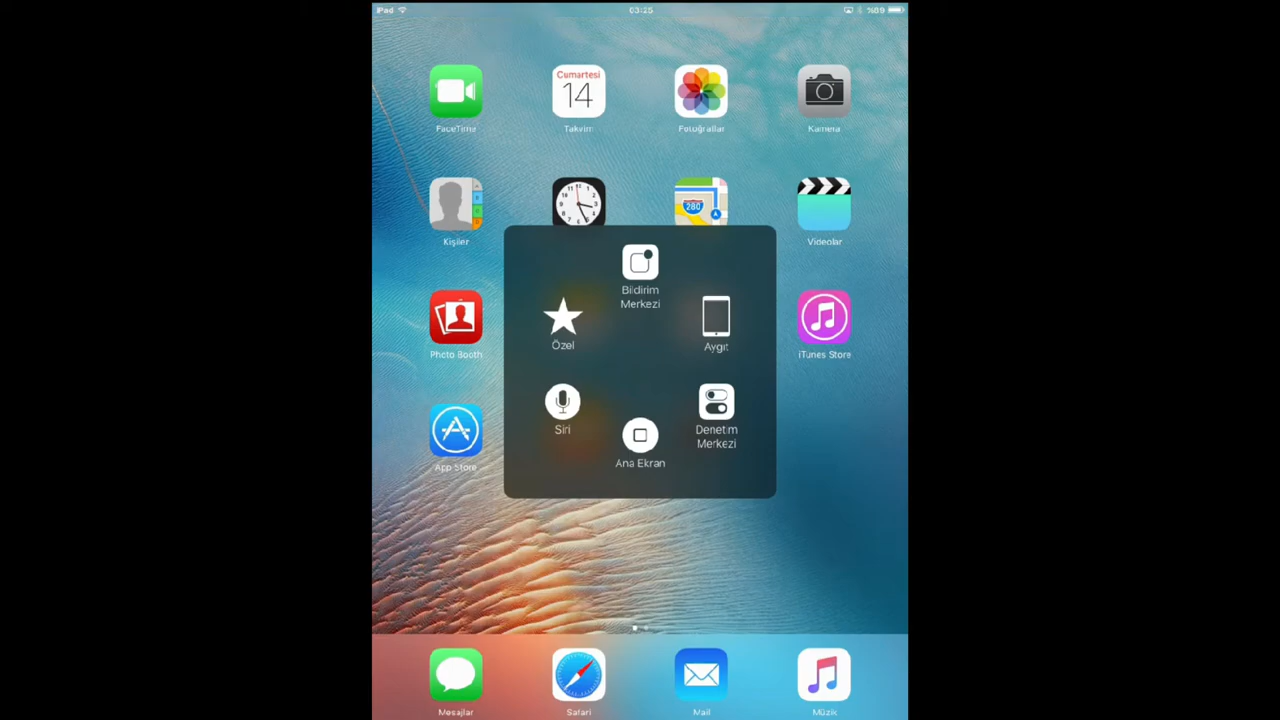 iPad
03:25
%89
FaceTime
Cumartesi
14
Takvim
Fotoğraflar
Kamera
Kişiler
280
Videolar
Bildirim
Merkezi
Özel
Aygıt
Photo Booth
iTunes Store
Siri
Denetim
Merkezi
Ana Ekran
App Store
Mesajlar
Safari
Mail
Müzik